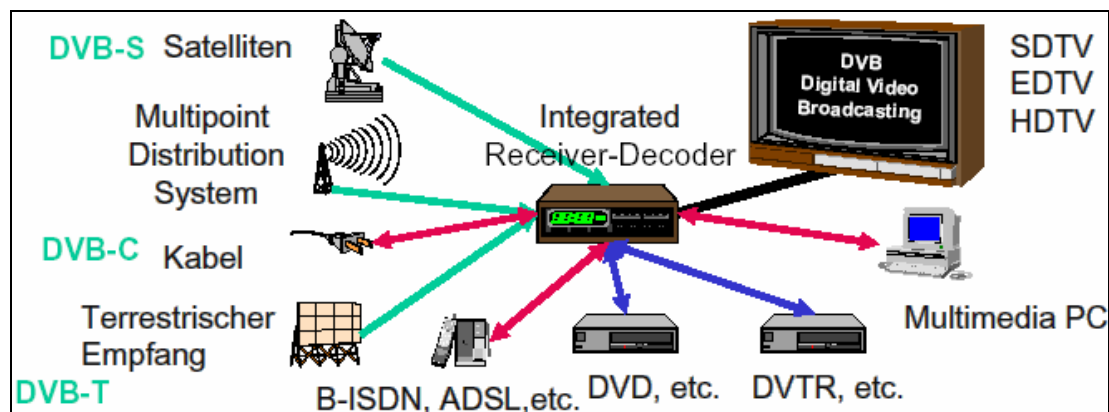 DVB-S Satelliten
Multipoint
Distribution
System
DVB-C Kabel
Terrestrischer
Empfang
DVB-T
Integrated
Receiver-Decoder
DVB
Digital Video
Broadcasting
SDTV
EDTV
HDTV
Multimedia PC
B-ISDN, ADSL,etc.
DVD, etc.
DVTR, etc.